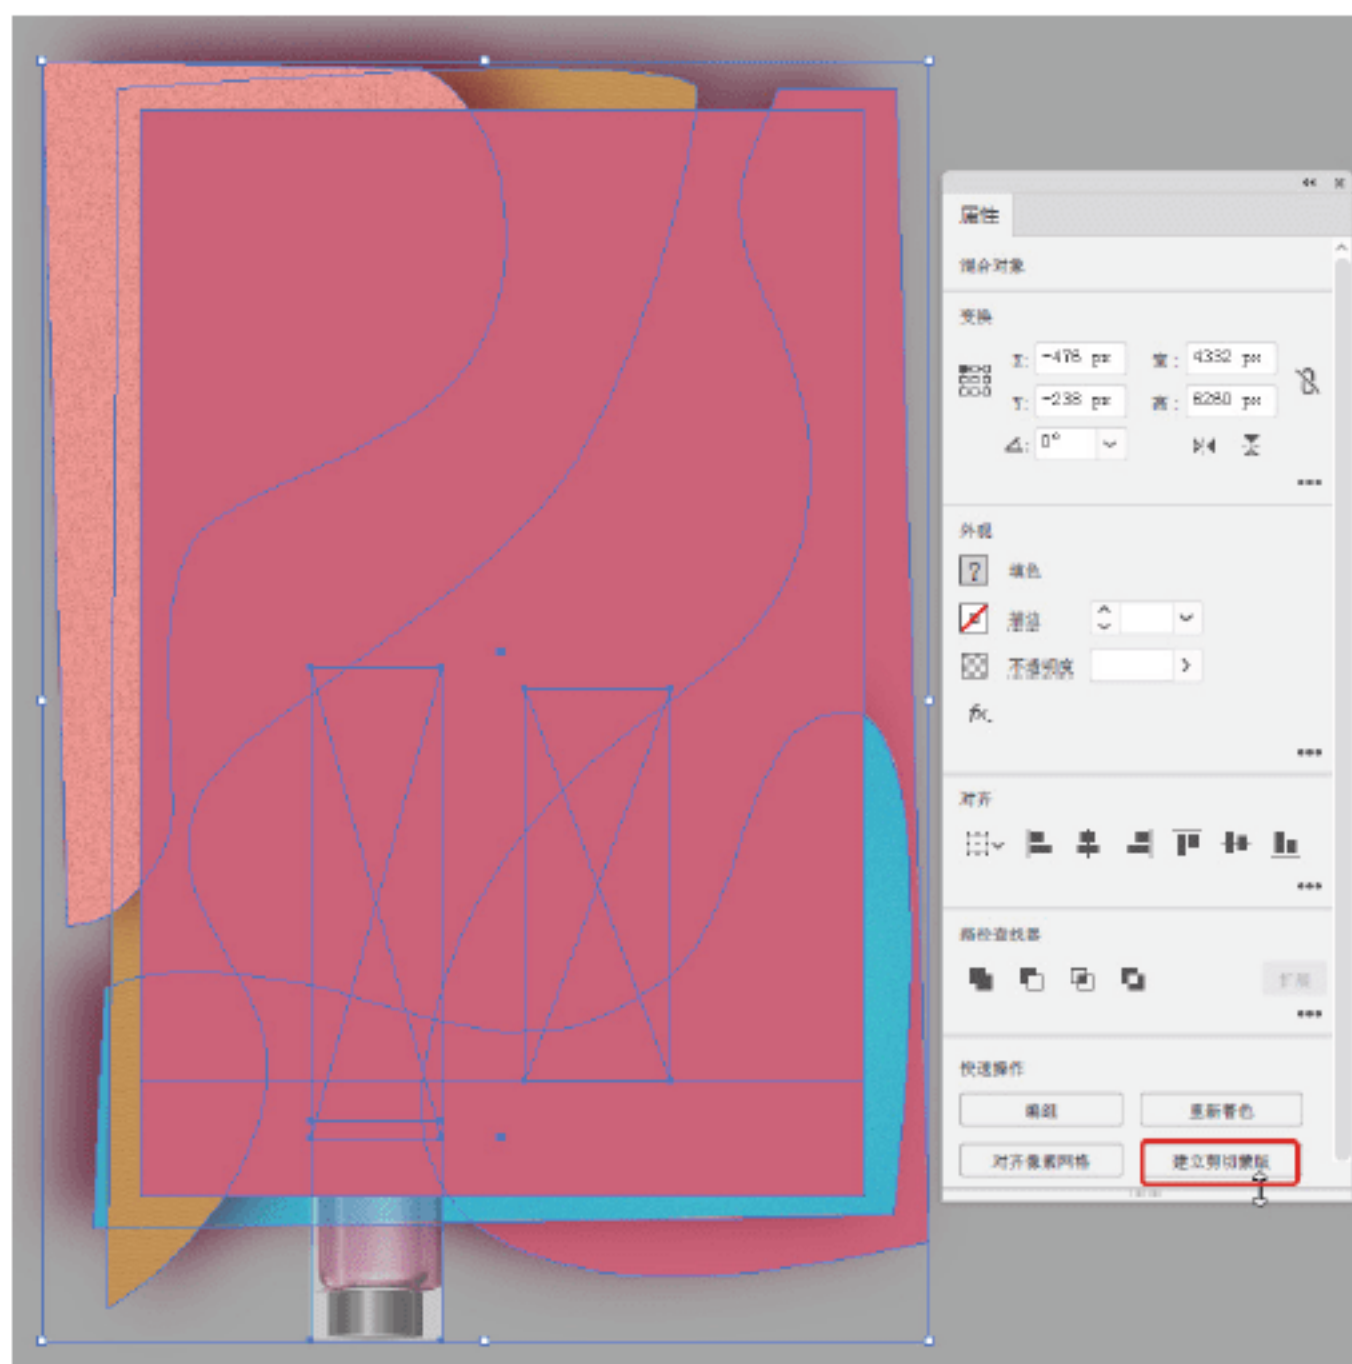 属性
混合对象
变换
X: -476 px 宽: 4332 px
Y: -238 px 高: 6260 px
0°
外观
? 填色
描边
不透明度
fx.
对齐
路径查找器
扩展
快速操作
编组 重新着色
对齐像素网格 建立剪切蒙版